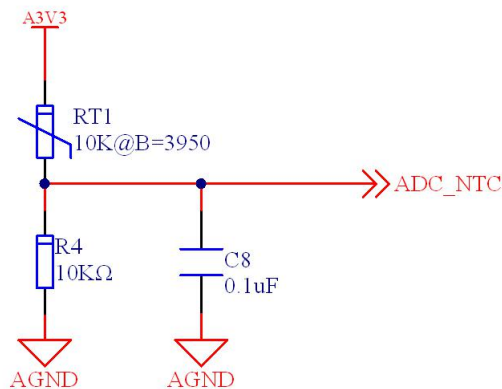 A3V3
RT1
10K@B=3950
ADC_NTC
R4
10KΩ
C8
0.1uF
AGND
AGND